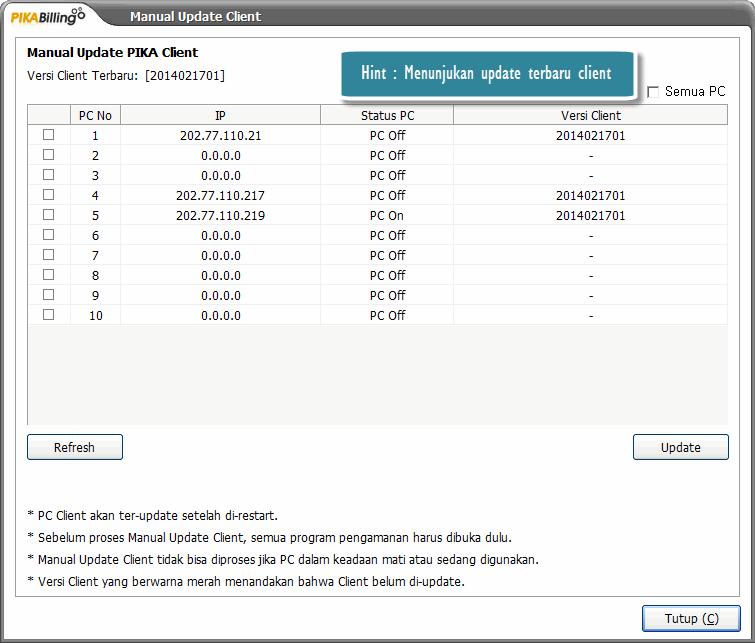 PIKABilling Manual Update Client
Manual Update PIKA Client
Versi Client Terbaru: [2014021701]
Hint : Menunjukan update terbaru client
Semua PC
PC No IP Status PC Versi Client
1 202.77.110.21 PC Off 2014021701
2 0.0.0.0 PC Off -
3 0.0.0.0 PC Off -
4 202.77.110.217 PC Off 2014021701
5 202.77.110.219 PC On 2014021701
6 0.0.0.0 PC Off -
7 0.0.0.0 PC Off -
8 0.0.0.0 PC Off -
9 0.0.0.0 PC Off -
10 0.0.0.0 PC Off -
Refresh Update
* PC Client akan ter-update setelah di-restart.
* Sebelum proses Manual Update Client, semua program pengamanan harus dibuka dulu.
* Manual Update Client tidak bisa diproses jika PC dalam keadaan mati atau sedang digunakan.
* Versi Client yang berwarna merah menandakan bahwa Client belum di-update.
Tutup (C)